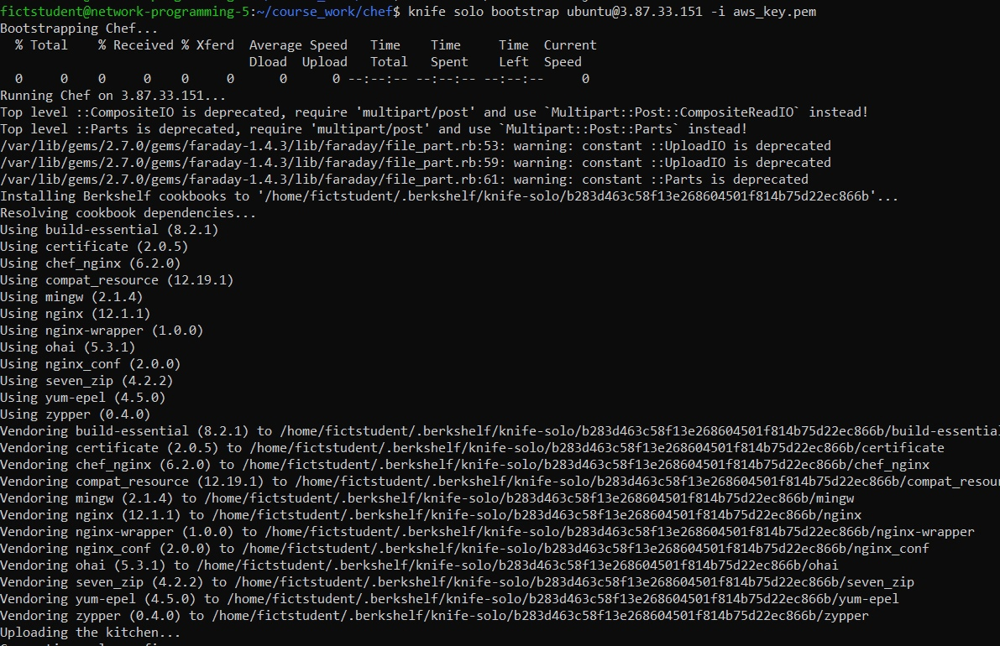 fictstudent@network-programming-5:~/course_work/chef$ knife solo bootstrap ubuntu@3.87.33.151 -i aws_key.pem
Bootstrapping Chef...
  % Total    % Received % Xferd  Average Speed   Time    Time     Time  Current
                                 Dload  Upload   Total   Spent    Left  Speed
  0     0    0     0    0     0      0      0 --:--:-- --:--:-- --:--:--     0
Running Chef on 3.87.33.151...
Top level ::CompositeIO is deprecated, require 'multipart/post' and use `Multipart::Post::CompositeReadIO` instead!
Top level ::Parts is deprecated, require 'multipart/post' and use `Multipart::Post::Parts` instead!
/var/lib/gems/2.7.0/gems/faraday-1.4.3/lib/faraday/file_part.rb:53: warning: constant ::UploadIO is deprecated
/var/lib/gems/2.7.0/gems/faraday-1.4.3/lib/faraday/file_part.rb:59: warning: constant ::UploadIO is deprecated
/var/lib/gems/2.7.0/gems/faraday-1.4.3/lib/faraday/file_part.rb:61: warning: constant ::Parts is deprecated
Installing Berkshelf cookbooks to '/home/fictstudent/.berkshelf/knife-solo/b283d463c58f13e268604501f814b75d22ec866b'...
Resolving cookbook dependencies...
Using build-essential (8.2.1)
Using certificate (2.0.5)
Using chef_nginx (6.2.0)
Using compat_resource (12.19.1)
Using mingw (2.1.4)
Using nginx (12.1.1)
Using nginx-wrapper (1.0.0)
Using ohai (5.3.1)
Using nginx_conf (2.0.0)
Using seven_zip (4.2.2)
Using yum-epel (4.5.0)
Using zypper (0.4.0)
Vendoring build-essential (8.2.1) to /home/fictstudent/.berkshelf/knife-solo/b283d463c58f13e268604501f814b75d22ec866b/build-essential
Vendoring certificate (2.0.5) to /home/fictstudent/.berkshelf/knife-solo/b283d463c58f13e268604501f814b75d22ec866b/certificate
Vendoring chef_nginx (6.2.0) to /home/fictstudent/.berkshelf/knife-solo/b283d463c58f13e268604501f814b75d22ec866b/chef_nginx
Vendoring compat_resource (12.19.1) to /home/fictstudent/.berkshelf/knife-solo/b283d463c58f13e268604501f814b75d22ec866b/compat_resou
Vendoring mingw (2.1.4) to /home/fictstudent/.berkshelf/knife-solo/b283d463c58f13e268604501f814b75d22ec866b/mingw
Vendoring nginx (12.1.1) to /home/fictstudent/.berkshelf/knife-solo/b283d463c58f13e268604501f814b75d22ec866b/nginx
Vendoring nginx-wrapper (1.0.0) to /home/fictstudent/.berkshelf/knife-solo/b283d463c58f13e268604501f814b75d22ec866b/nginx-wrapper
Vendoring nginx_conf (2.0.0) to /home/fictstudent/.berkshelf/knife-solo/b283d463c58f13e268604501f814b75d22ec866b/nginx_conf
Vendoring ohai (5.3.1) to /home/fictstudent/.berkshelf/knife-solo/b283d463c58f13e268604501f814b75d22ec866b/ohai
Vendoring seven_zip (4.2.2) to /home/fictstudent/.berkshelf/knife-solo/b283d463c58f13e268604501f814b75d22ec866b/seven_zip
Vendoring yum-epel (4.5.0) to /home/fictstudent/.berkshelf/knife-solo/b283d463c58f13e268604501f814b75d22ec866b/yum-epel
Vendoring zypper (0.4.0) to /home/fictstudent/.berkshelf/knife-solo/b283d463c58f13e268604501f814b75d22ec866b/zypper
Uploading the kitchen...